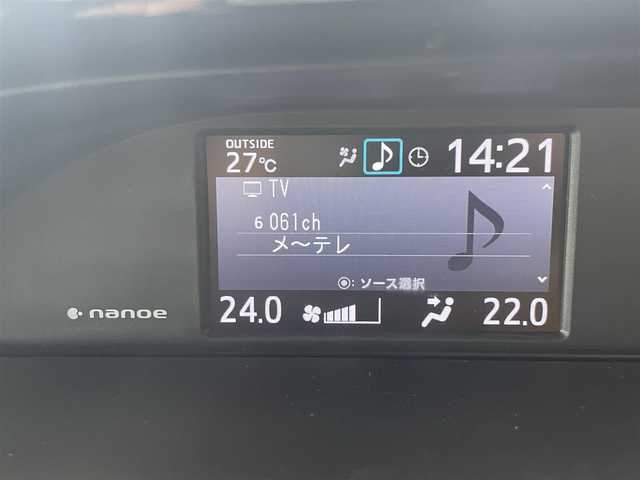 OUTSIDE
27℃
14:21
TV
6 061ch
メ〜テレ
◉: ソース選択
24.0
22.0
nanoe